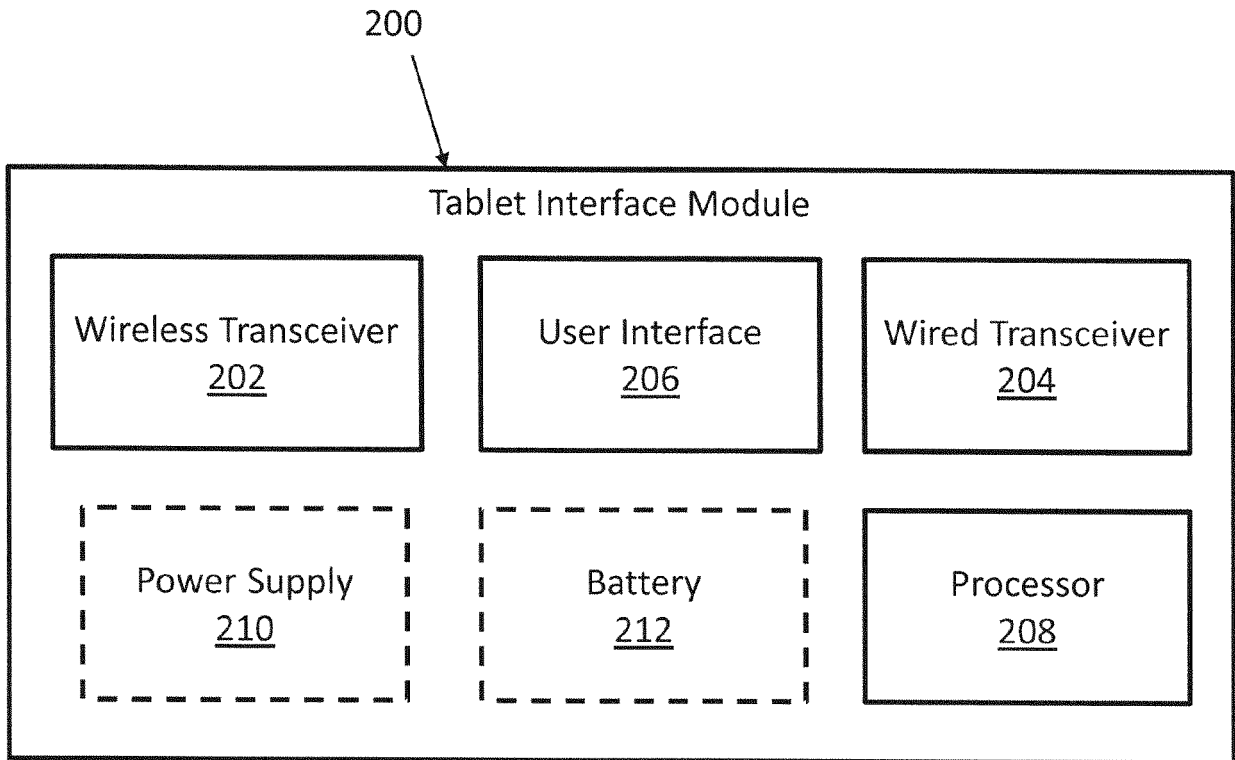 200
Tablet Interface Module
Wireless Transceiver
202
User Interface
206
Wired Transceiver
204
Power Supply
210
Battery
212
Processor
208